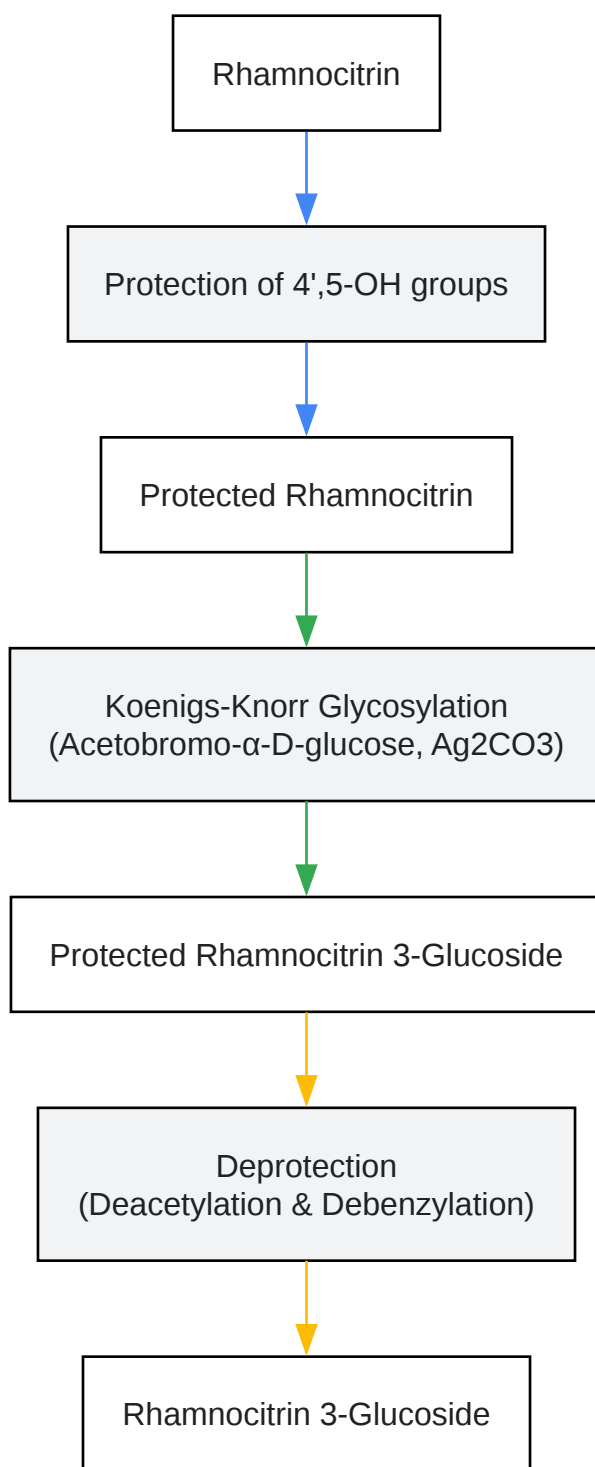 Rhamnocitrin
Protection of 4',5-OH groups
Protected Rhamnocitrin
Koenigs-Knorr Glycosylation
(Acetobromo-α-D-glucose, Ag2CO3)
Protected Rhamnocitrin 3-Glucoside
Deprotection
(Deacetylation & Debenzylation)
Rhamnocitrin 3-Glucoside